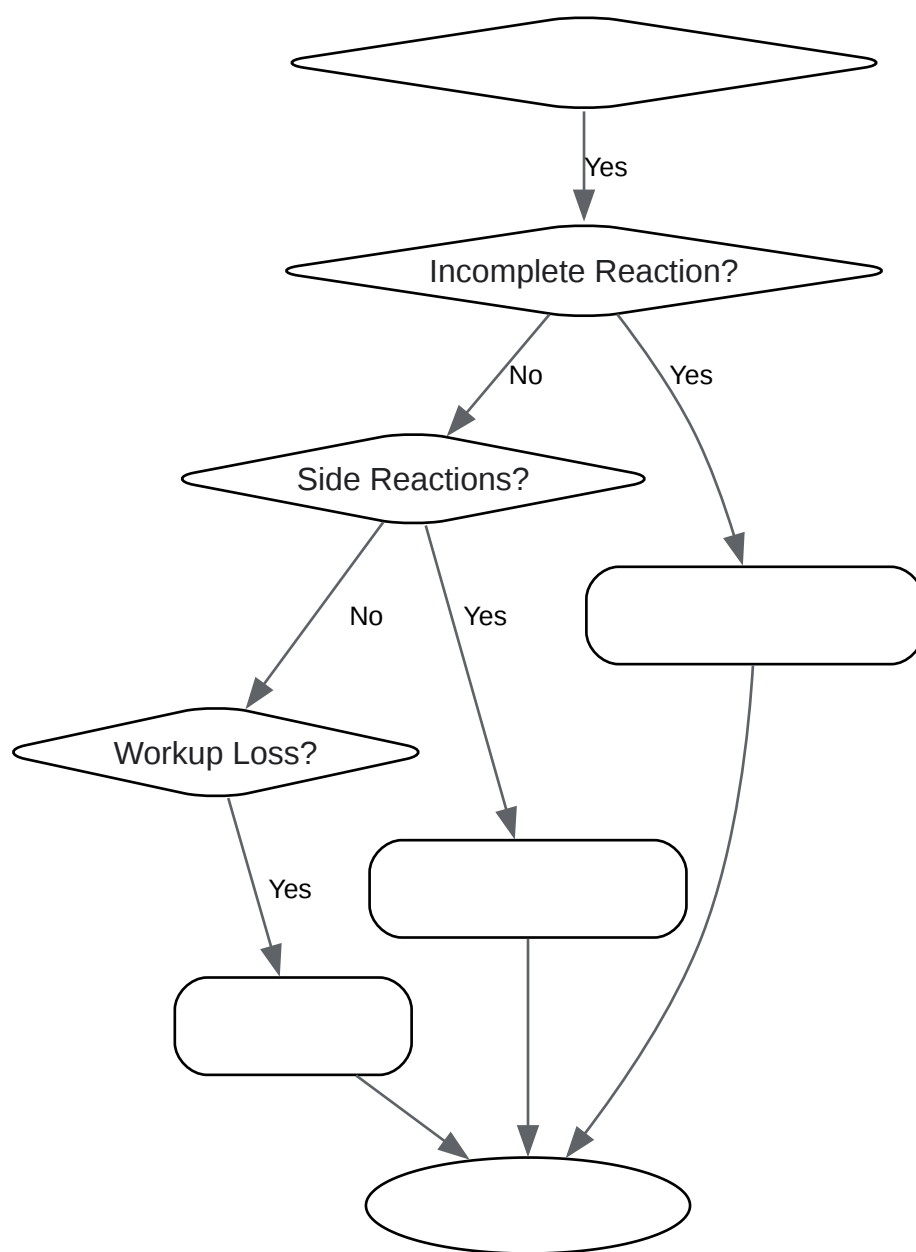 Yes
Incomplete Reaction?
No
Yes
Side Reactions?
No
Yes
Workup Loss?
Yes